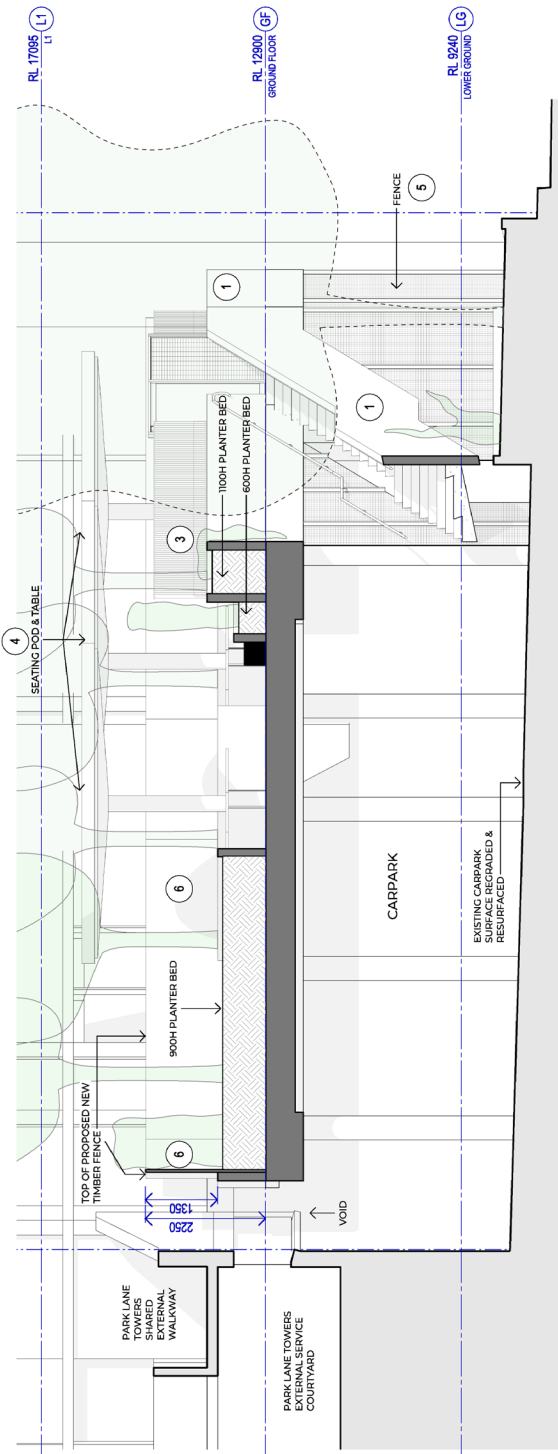 RL 17095
L1
L1
RL 12900
GROUND FLOOR
GF
RL 9240
LOWER GROUND
LG
FENCE
5
1
1
1100H PLANTER BED
600H PLANTER BED
3
4
SEATING POD & TABLE
6
900H PLANTER BED
CARPARK
EXISTING CARPARK
SURFACE REGRADED &
RESURFACED
TOP OF PROPOSED NEW
TIMBER FENCE
6
1350
2250
VOID
PARK LANE
TOWERS
SHARED
EXTERNAL
WALKWAY
PARK LANE TOWERS
EXTERNAL SERVICE
COURTYARD